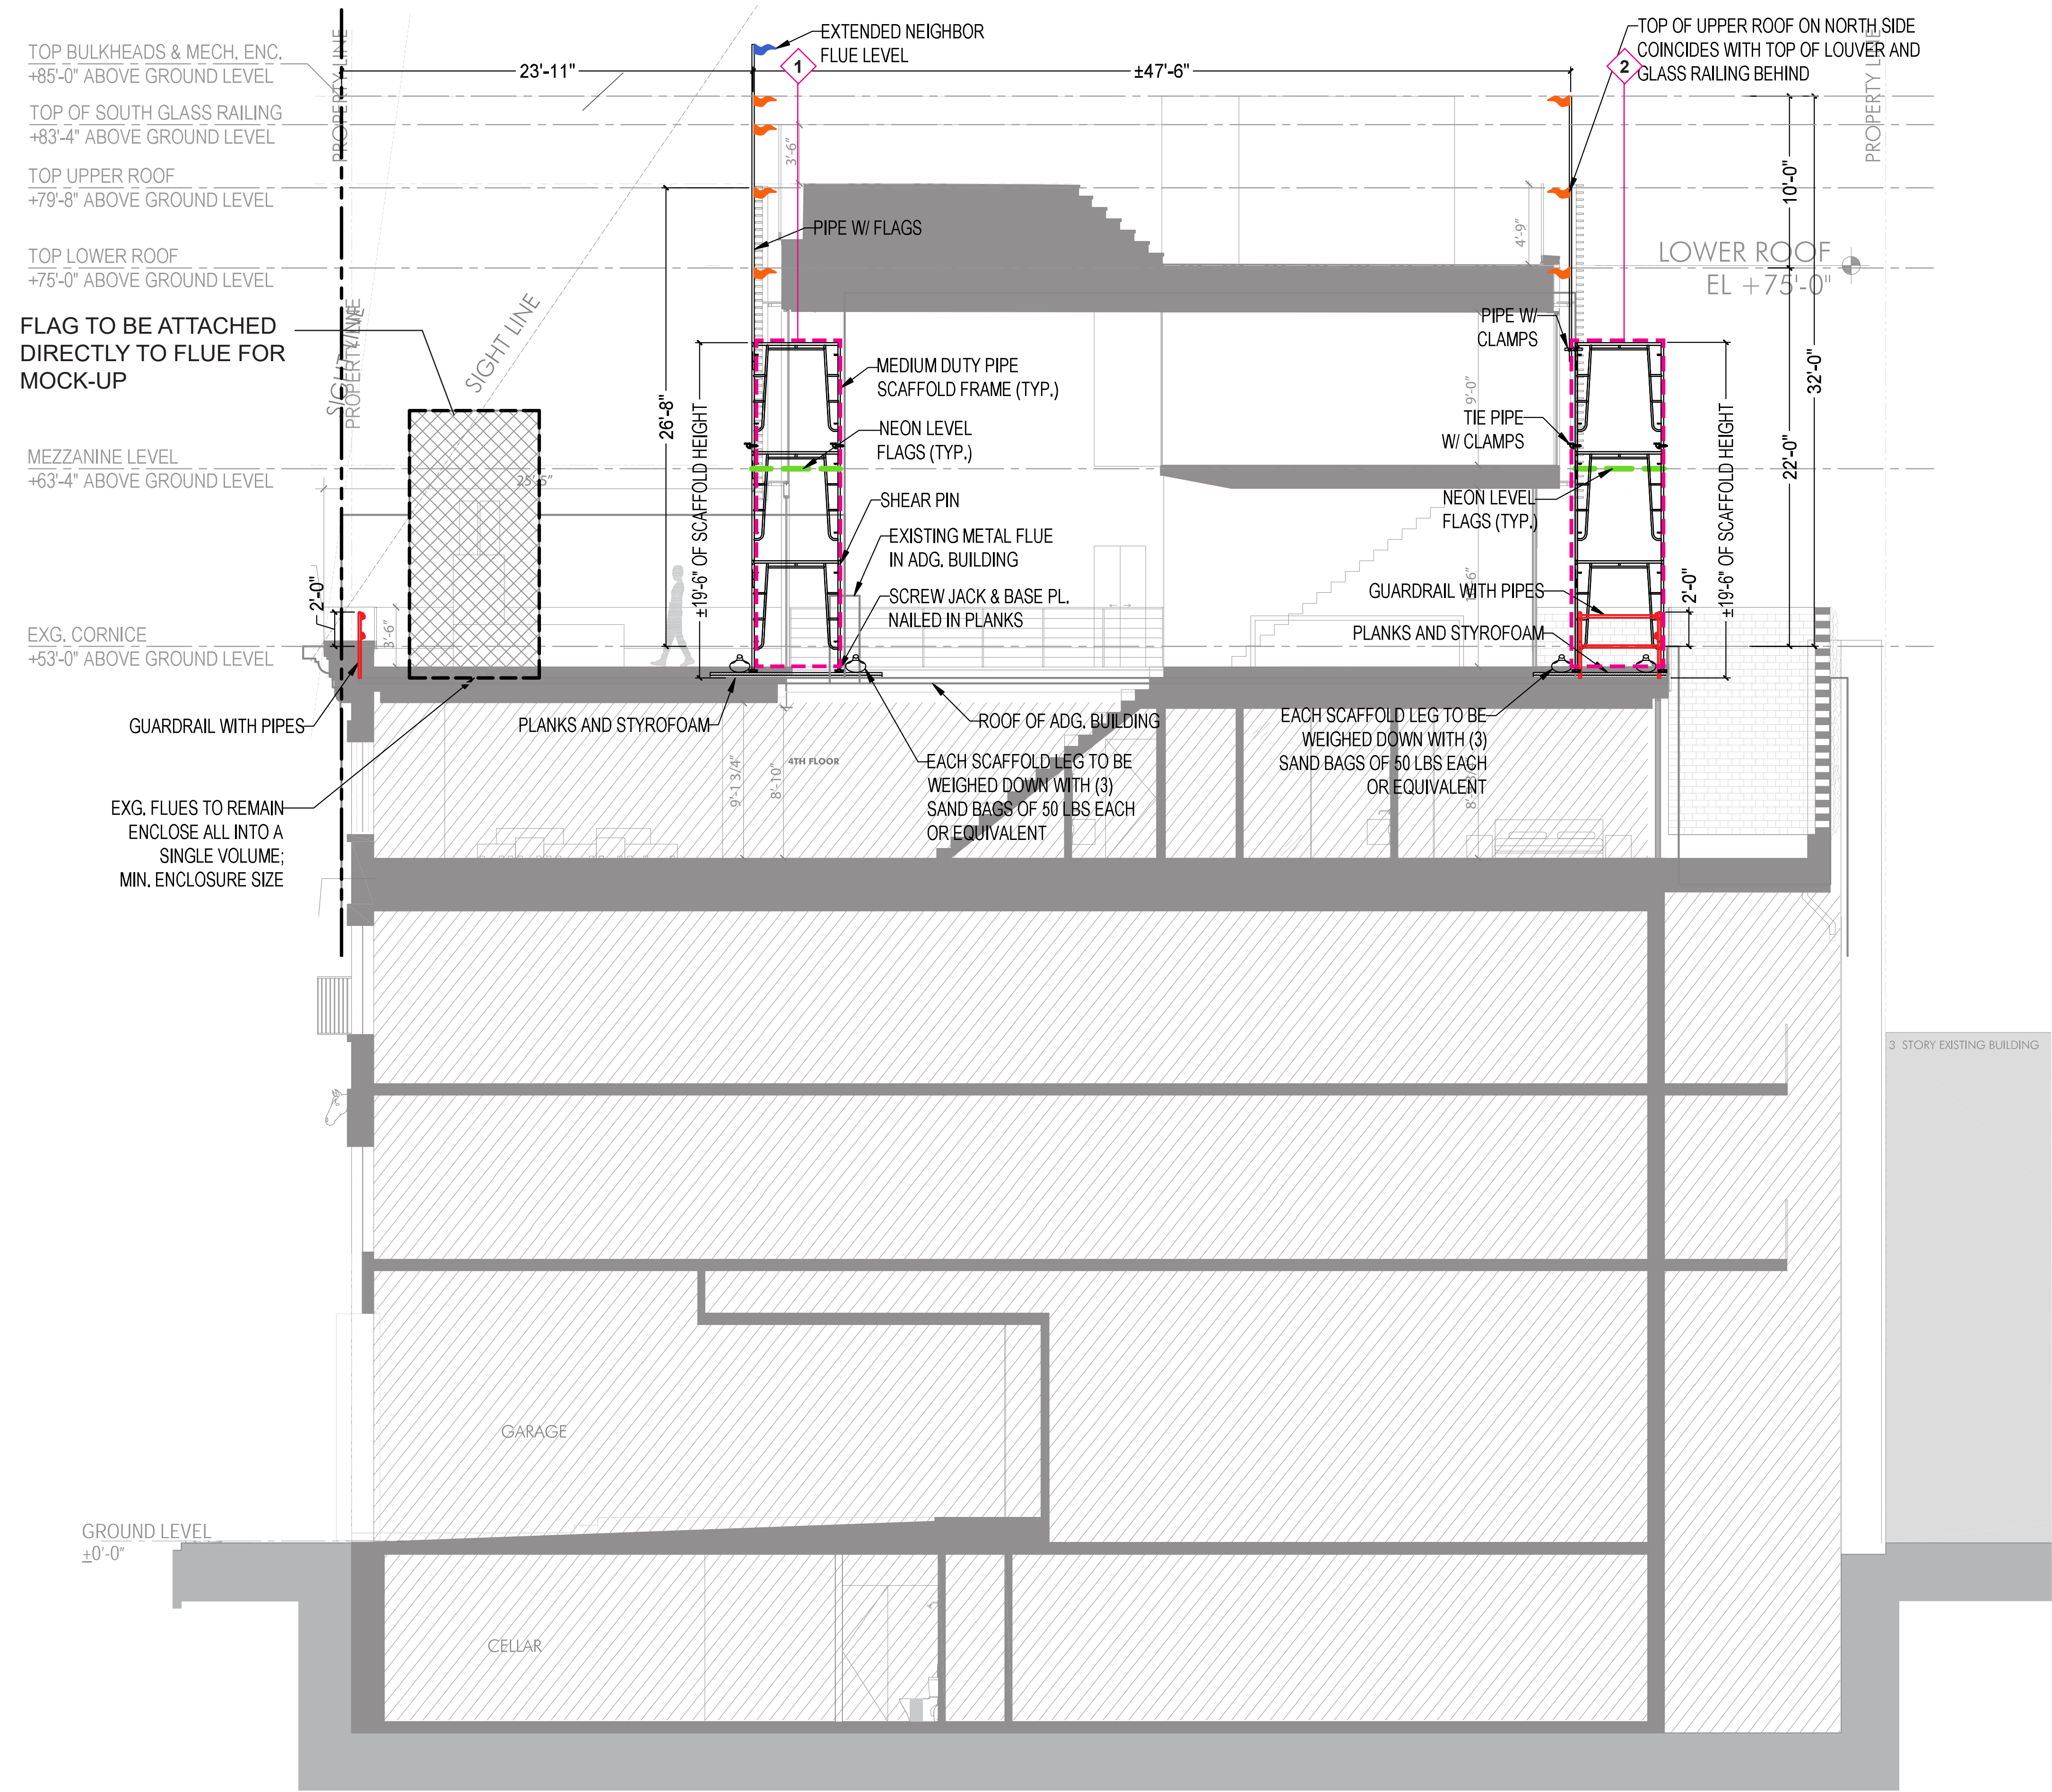 TOP BULKHEADS & MECH. ENC.
+85'-0" ABOVE GROUND LEVEL
TOP OF SOUTH GLASS RAILING
+83'-4" ABOVE GROUND LEVEL
TOP UPPER ROOF
+79'-8" ABOVE GROUND LEVEL
TOP LOWER ROOF
+75'-0" ABOVE GROUND LEVEL
FLAG TO BE ATTACHED
DIRECTLY TO FLUE FOR
MOCK-UP
MEZZANINE LEVEL
+63'-4" ABOVE GROUND LEVEL
EXG. CORNICE
+53'-0" ABOVE GROUND LEVEL
PROPERTY LINE
PROPERTY LINE
SIGHT LINE
SIGHT LINE
23'-11"
±47'-6"
EXTENDED NEIGHBOR
FLUE LEVEL
1
2
TOP OF UPPER ROOF ON NORTH SIDE
COINCIDES WITH TOP OF LOUVER AND
GLASS RAILING BEHIND
PROPERTY LINE
3'-6"
PIPE W/ FLAGS
4'-9"
10'-0"
LOWER ROOF
EL +75'-0"
32'-0"
22'-0"
26'-8"
±19'-6" OF SCAFFOLD HEIGHT
MEDIUM DUTY PIPE
SCAFFOLD FRAME (TYP.)
NEON LEVEL
FLAGS (TYP.)
SHEAR PIN
EXISTING METAL FLUE
IN ADG. BUILDING
SCREW JACK & BASE PL.
NAILED IN PLANKS
PIPE W/
CLAMPS
9'-0"
TIE PIPE
W/ CLAMPS
NEON LEVEL
FLAGS (TYP.)
GUARDRAIL WITH PIPES
PLANKS AND STYROFOAM
2'-0"
±19'-6" OF SCAFFOLD HEIGHT
2'-0"
3'-6"
GUARDRAIL WITH PIPES
PLANKS AND STYROFOAM
ROOF OF ADG. BUILDING
EACH SCAFFOLD LEG TO BE
WEIGHED DOWN WITH (3)
SAND BAGS OF 50 LBS EACH
OR EQUIVALENT
EACH SCAFFOLD LEG TO BE
WEIGHED DOWN WITH (3)
SAND BAGS OF 50 LBS EACH
OR EQUIVALENT
9'-1 3/4"
8'-10"
4TH FLOOR
EXG. FLUES TO REMAIN
ENCLOSE ALL INTO A
SINGLE VOLUME;
MIN. ENCLOSURE SIZE
3 STORY EXISTING BUILDING
GARAGE
GROUND LEVEL
±0'-0"
CELLAR